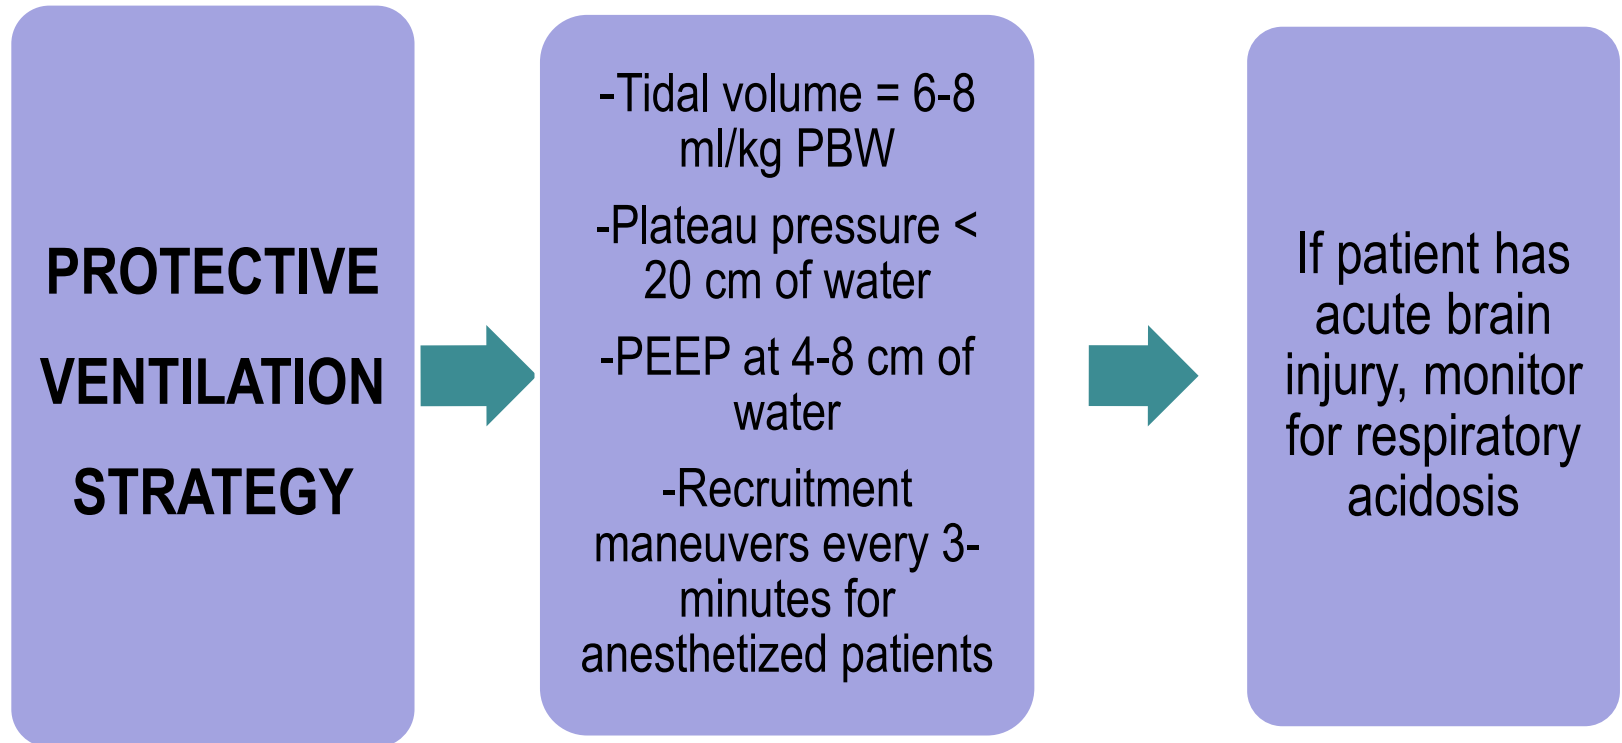 PROTECTIVE
VENTILATION
STRATEGY
-Tidal volume = 6-8
ml/kg PBW
-Plateau pressure <
20 cm of water
-PEEP at 4-8 cm of
water
-Recruitment
maneuvers every 3-
minutes for
anesthetized patients
If patient has
acute brain
injury, monitor
for respiratory
acidosis